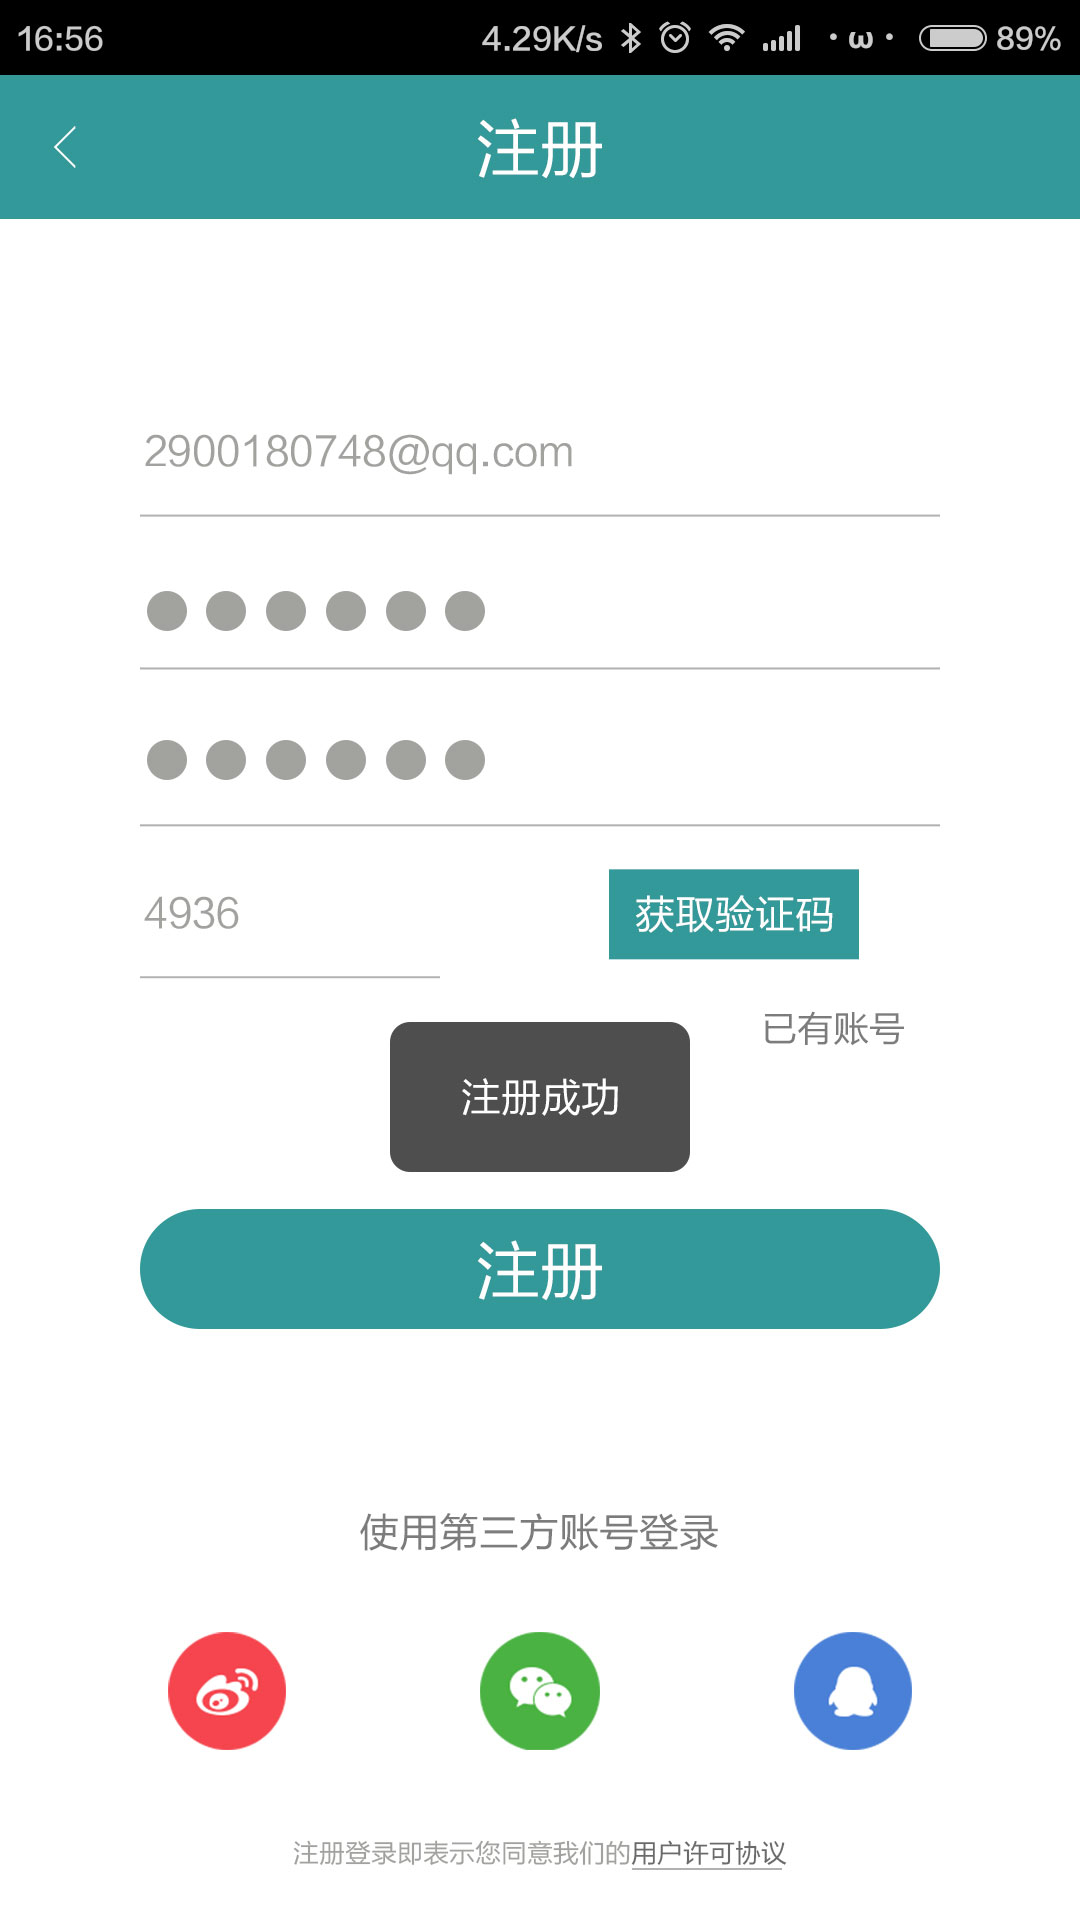 16:56 4.29K/s ·ω· 89%
注册
2900180748@qq.com
4936 获取验证码
已有账号
注册成功
注册
使用第三方账号登录
注册登录即表示您同意我们的用户许可协议